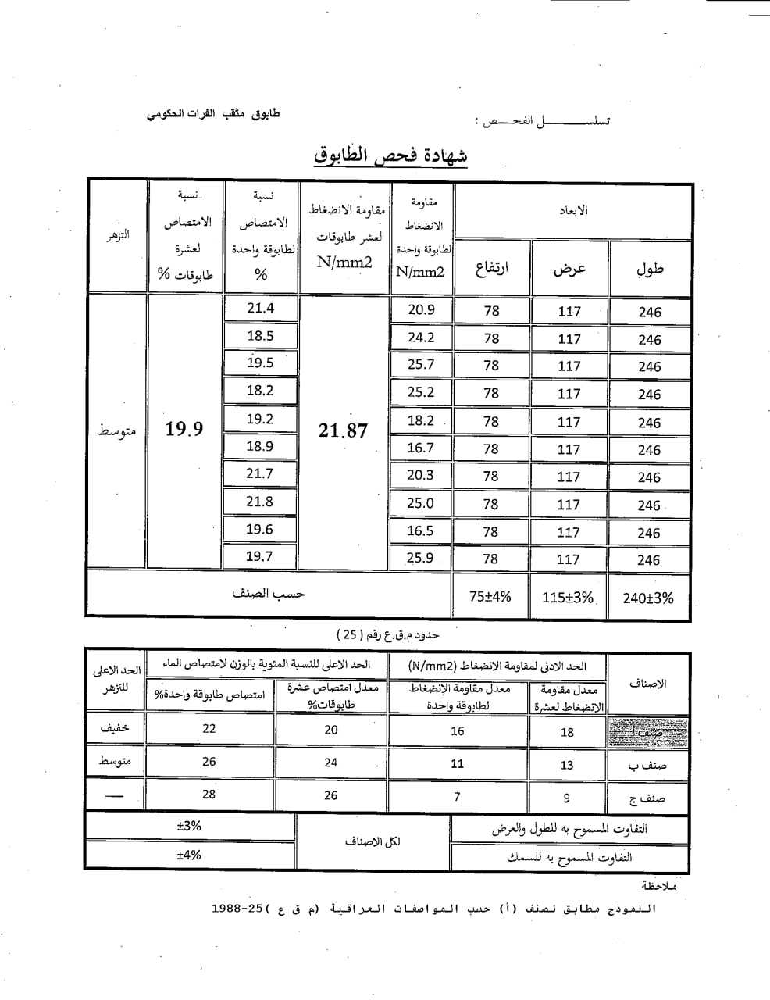 تسلسل الفحص :
طابوق مثقب الفرات الحكومي
شهادة فحص الطابوق
الابعاد
مقاومة الانضغاط لطابوقة واحدة N/mm2
مقاومة الانضغاط لعشر طابوقات N/mm2
نسبة الامتصاص لطابوقة واحدة %
نسبة الامتصاص لعشرة طابوقات %
التزهر
طول عرض ارتفاع
246 117 78 20.9 21.4
246 117 78 24.2 18.5
246 117 78 25.7 19.5
246 117 78 25.2 18.2
246 117 78 18.2 21.87 19.2 19.9 متوسط
246 117 78 16.7 18.9
246 117 78 20.3 21.7
246 117 78 25.0 21.8
246 117 78 16.5 19.6
246 117 78 25.9 19.7
240±3% 115±3% 75±4% حسب الصنف
حدود م.ق.ع رقم ( 25 )
الاصناف
الحد الادنى لمقاومة الانضغاط (N/mm2)
الحد الاعلى للنسبة المئوية بالوزن لامتصاص الماء
الحد الاعلى للتزهر
معدل مقاومة الانضغاط لعشرة
معدل مقاومة الإنضغاط لطابوقة واحدة
معدل امتصاص عشرة طابوقات%
امتصاص طابوقة واحدة%
صنف أ 18 16 20 22 خفيف
صنف ب 13 11 24 26 متوسط
صنف ج 9 7 26 28 —
التفاوت المسموح به للطول والعرض ±3%
لكل الاصناف
التفاوت المسموح به للسمك ±4%
ملاحظة
النموذج مطابق لصنف (أ) حسب المواصفات العراقية (م ق ع )25-1988